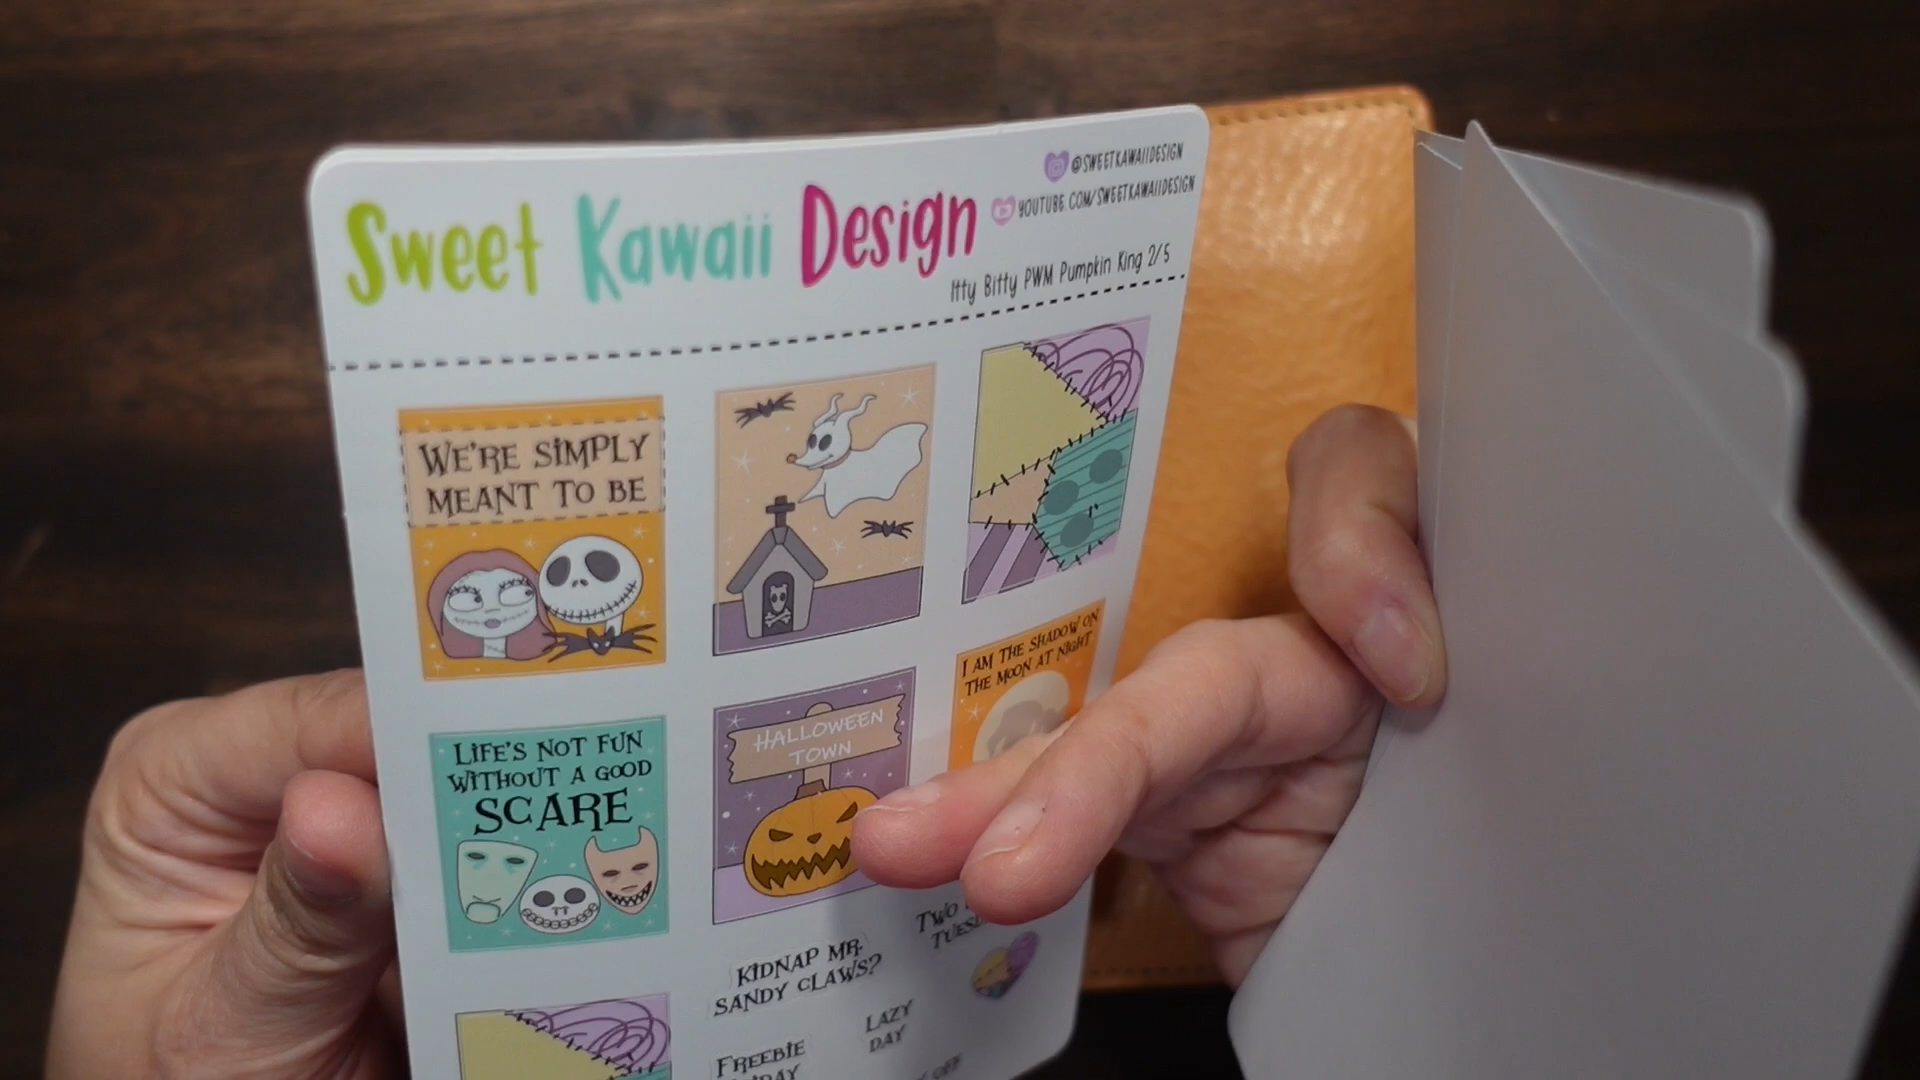 Sweet Kawaii Design
@SWEETKAWAIIDESIGN
YOUTUBE.COM/SWEETKAWAIIDESIGN
Itty Bitty PWM Pumpkin King 2/5
WE'RE SIMPLY
MEANT TO BE
I AM THE SHADOW ON
THE MOON AT NIGHT
LIFE'S NOT FUN
WITHOUT A GOOD
SCARE
HALLOWEEN
TOWN
KIDNAP MR.
SANDY CLAWS?
TWO
LAZY
DAY
FREEBIE
OFF